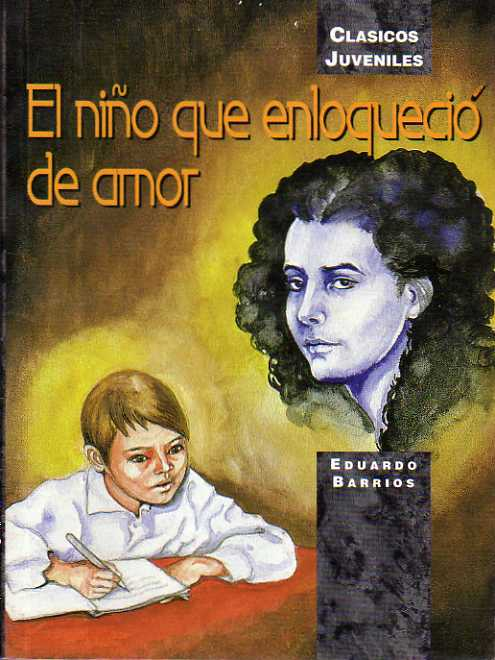 CLASICOS
JUVENILES
El niño que enloqueció
de amor
EDUARDO
BARRIOS